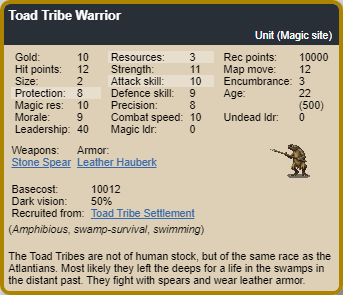 Toad Tribe Warrior
Unit (Magic site)
Gold: 10 Resources: 3 Rec points: 10000
Hit points: 12 Strength: 11 Map move: 12
Size: 2 Attack skill: 10 Encumbrance: 3
Protection: 8 Defence skill: 9 Age: 22
Magic res: 10 Precision: 8 (500)
Morale: 9 Combat speed: 10 Undead ldr: 0
Leadership: 40 Magic ldr: 0
Weapons: Armor:
Stone Spear Leather Hauberk
Basecost: 10012
Dark vision: 50%
Recruited from: Toad Tribe Settlement
(Amphibious, swamp-survival, swimming)
The Toad Tribes are not of human stock, but of the same race as the
Atlantians. Most likely they left the deeps for a life in the swamps in
the distant past. They fight with spears and wear leather armor.